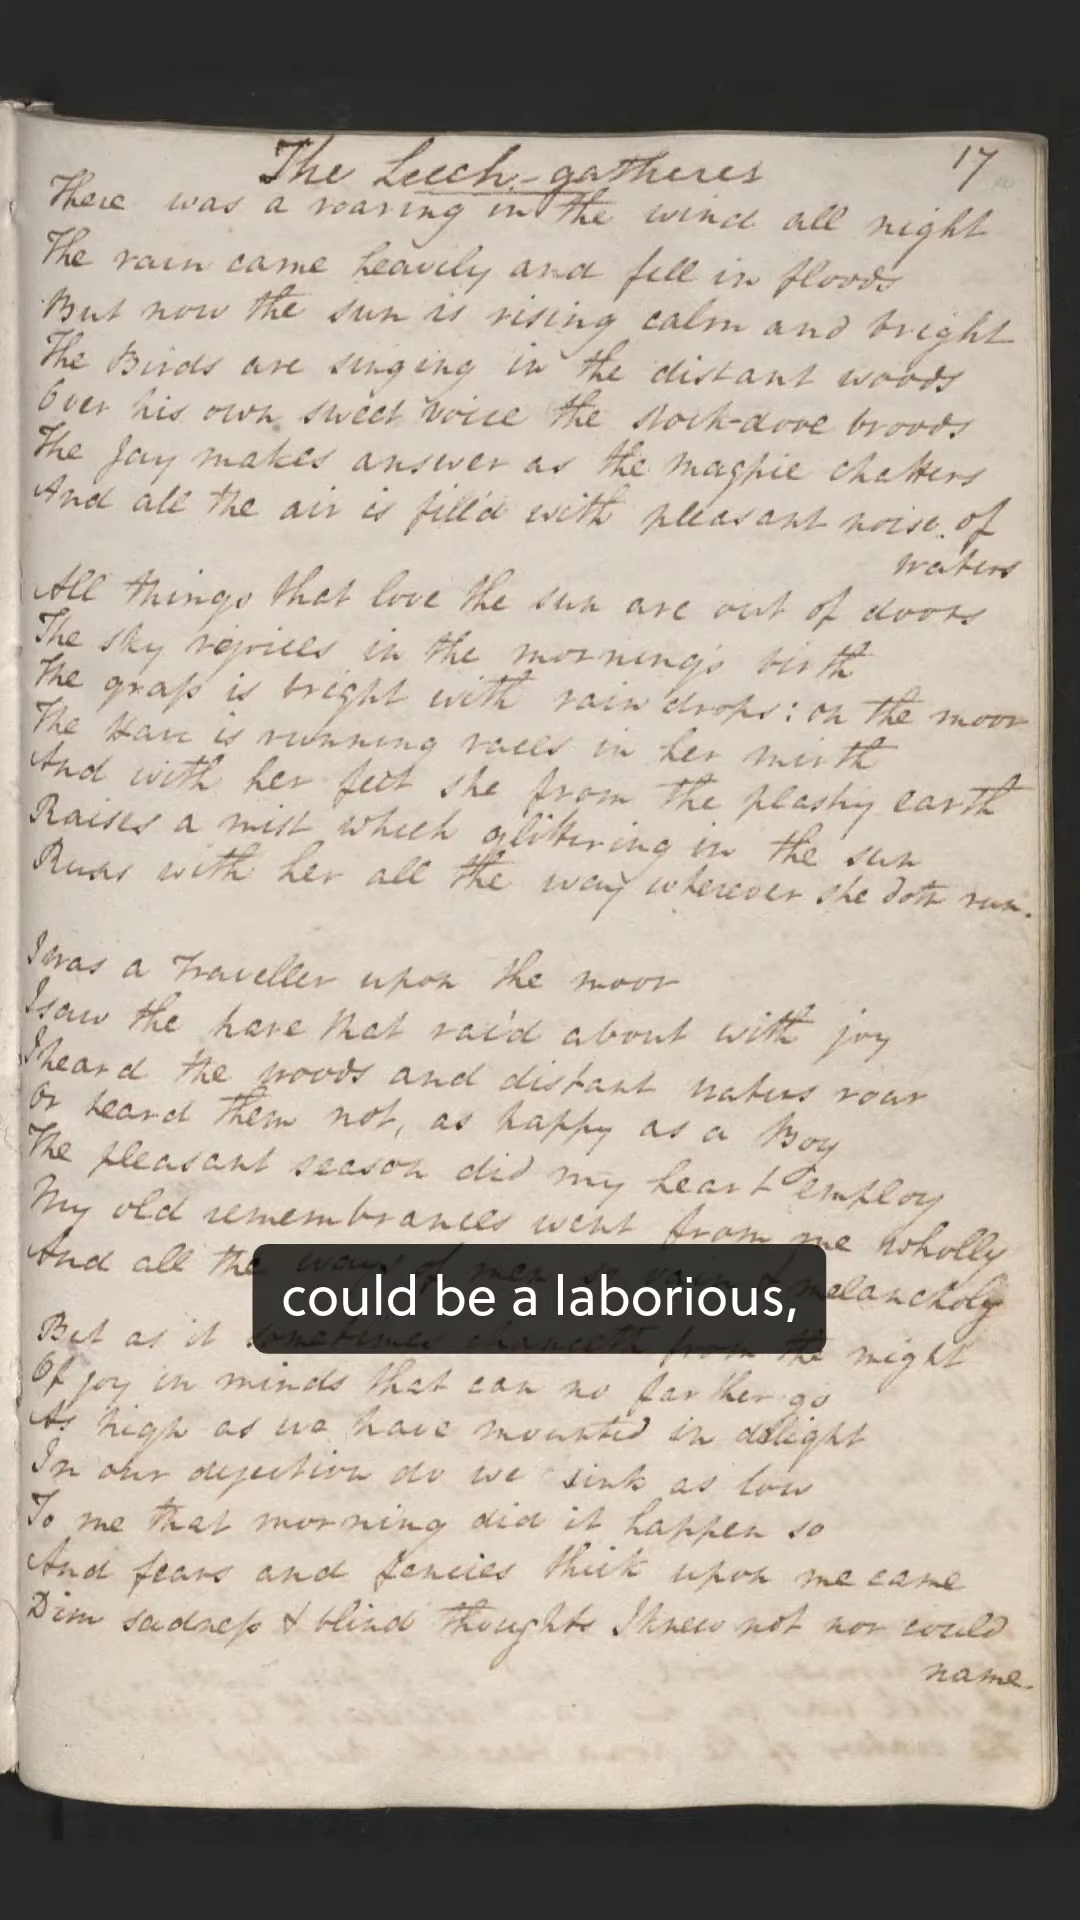 The Leech-gatherer
17
There was a roaring in the wind all night
The rain came heavily and fell in floods
But now the sun is rising calm and bright
The Birds are singing in the distant woods
Over his own sweet voice the stock-dove broods
The Jay makes answer as the magpie chatters
And all the air is fill'd with pleasant noise of
waters
All things that love the sun are out of doors
The sky rejoices in the morning's birth
The grass is bright with rain drops: on the moor
The Hare is running races in her mirth
And with her feet she from the plashy earth
Raises a mist which glittering in the sun
Runs with her all the way wherever she doth run.
I was a Traveller upon the moor
I saw the hare that rac'd about with joy
I heard the woods and distant waters roar
Or heard them not, as happy as a Boy
The pleasant season did my heart employ
My old remembrances went from me wholly
And all the ways of men so vain & melancholy
could be a laborious,
But as it sometimes chanceth from the might
Of joy in minds that can no farther go
As high as we have mounted in delight
In our dejection do we sink as low
To me that morning did it happen so
And fears and fancies thick upon me came
Dim sadness & blind thoughts I knew not nor could
name.